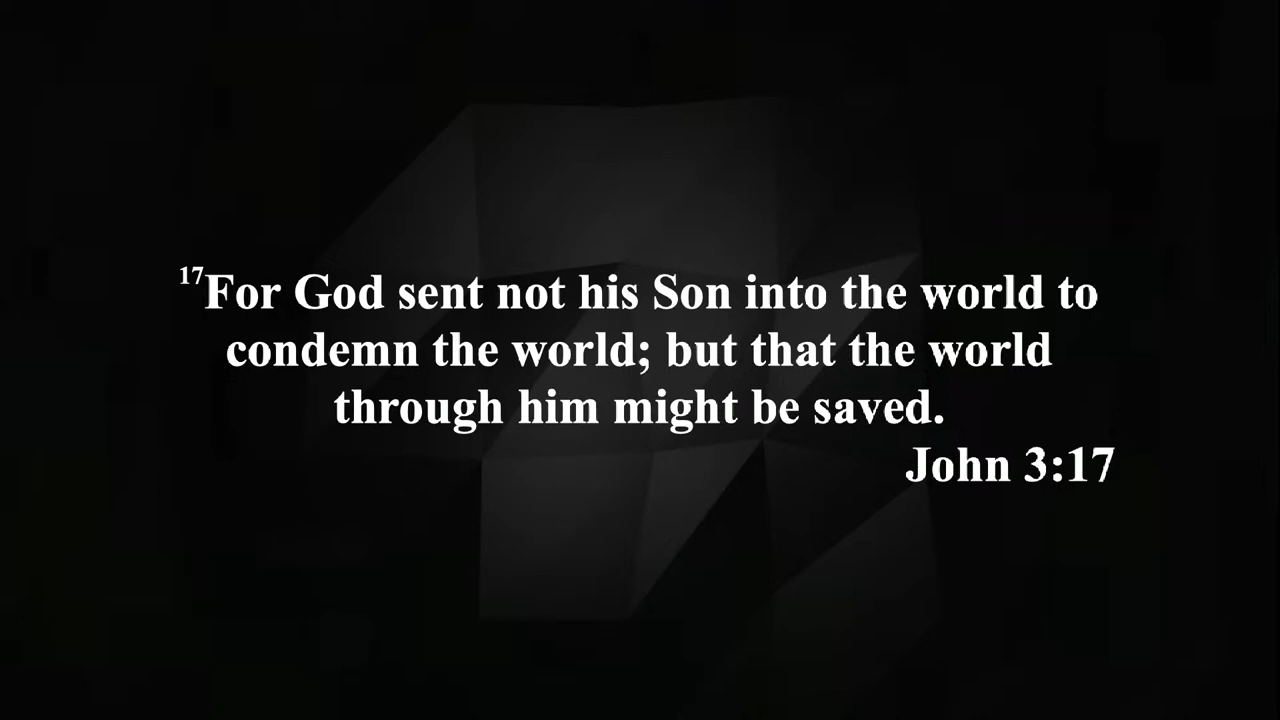 17For God sent not his Son into the world to
condemn the world; but that the world
through him might be saved.
John 3:17